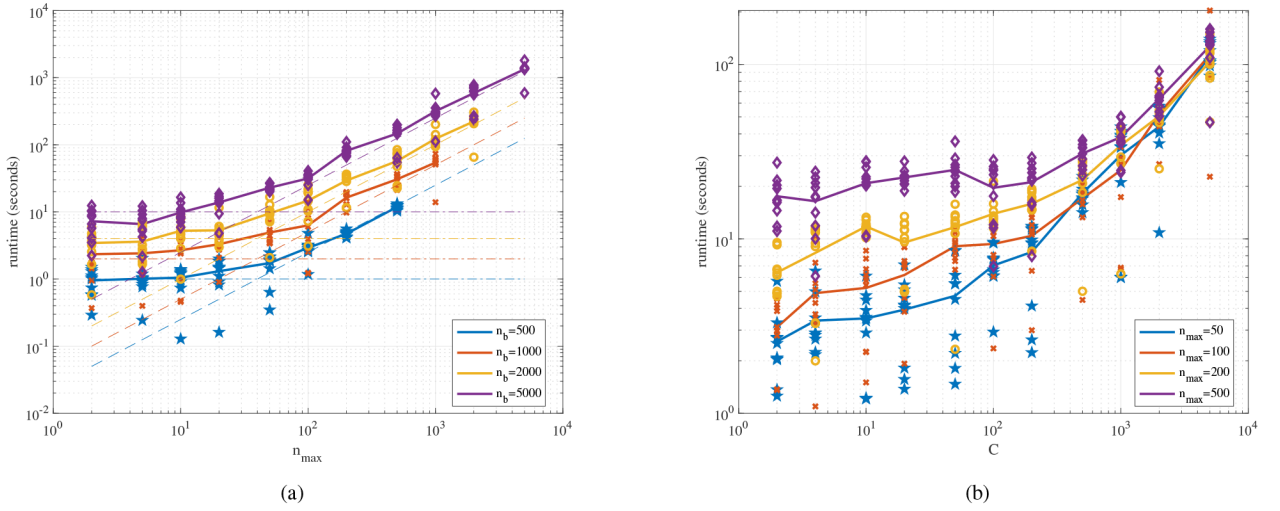 10^4
10^3
10^2
10^1
10^0
10^-1
10^-2
runtime (seconds)
10^0
10^1
10^2
10^3
10^4
n_max
n_b=500
n_b=1000
n_b=2000
n_b=5000
(a)
10^2
10^1
10^0
runtime (seconds)
10^0
10^1
10^2
10^3
10^4
C
n_max=50
n_max=100
n_max=200
n_max=500
(b)